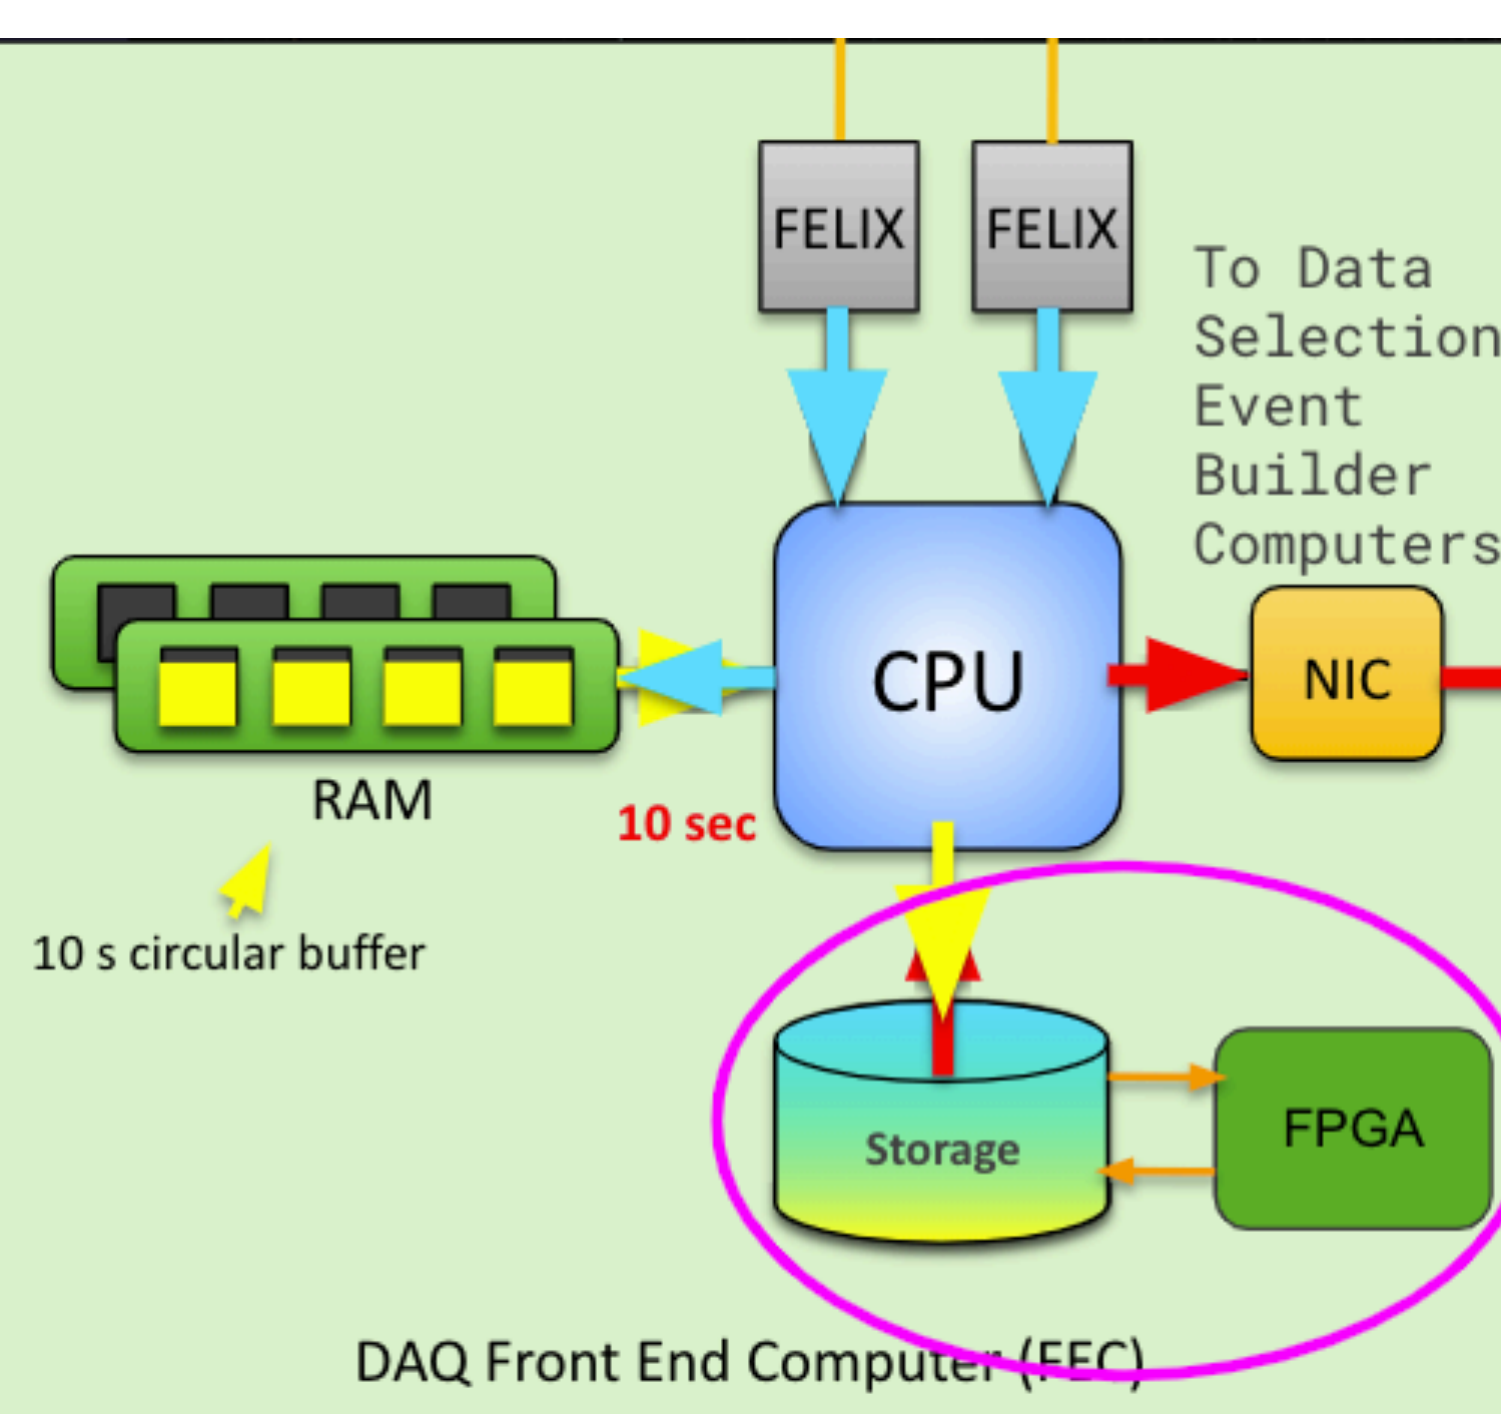 FELIX
FELIX
To Data
Selection
Event
Builder
Computers
CPU
NIC
RAM
10 sec
10 s circular buffer
Storage
FPGA
DAQ Front End Computer (FEC)